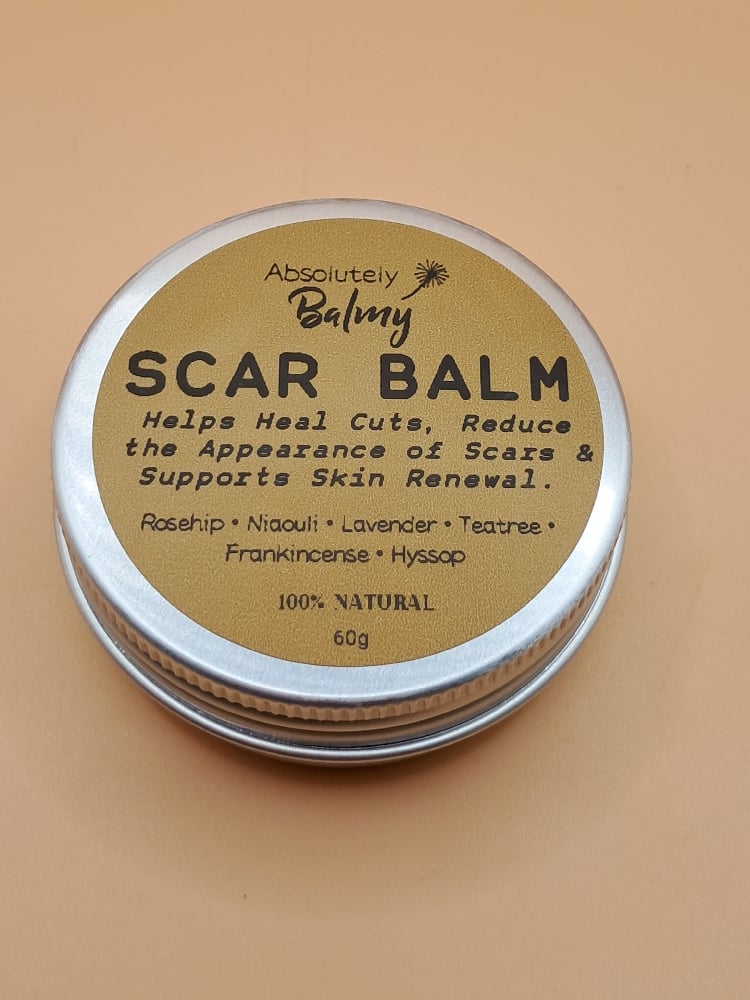 Absolutely
Balmy
SCAR BALM
Helps Heal Cuts, Reduce
the Appearance of Scars &
Supports Skin Renewal.
Rosehip • Niaouli • Lavender • Teatree •
Frankincense • Hyssop
100% NATURAL
60g